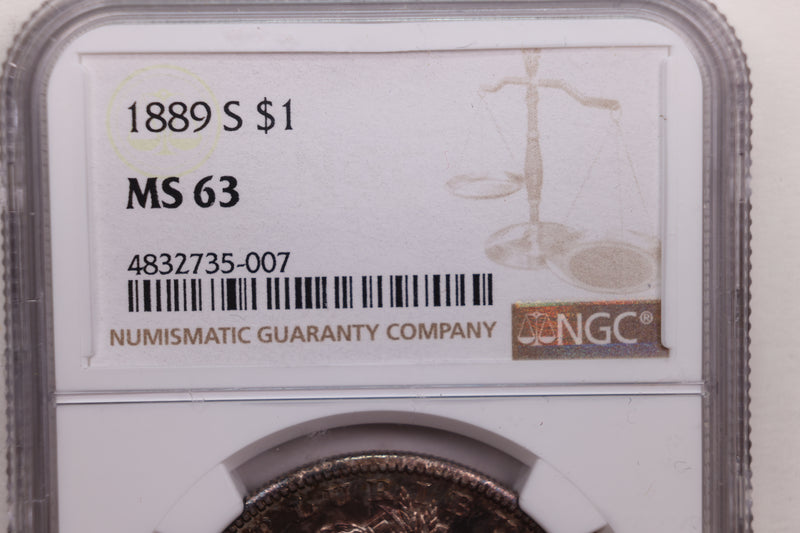 1889 S $1
MS 63
4832735-007
NUMISMATIC GUARANTY COMPANY
NGC®